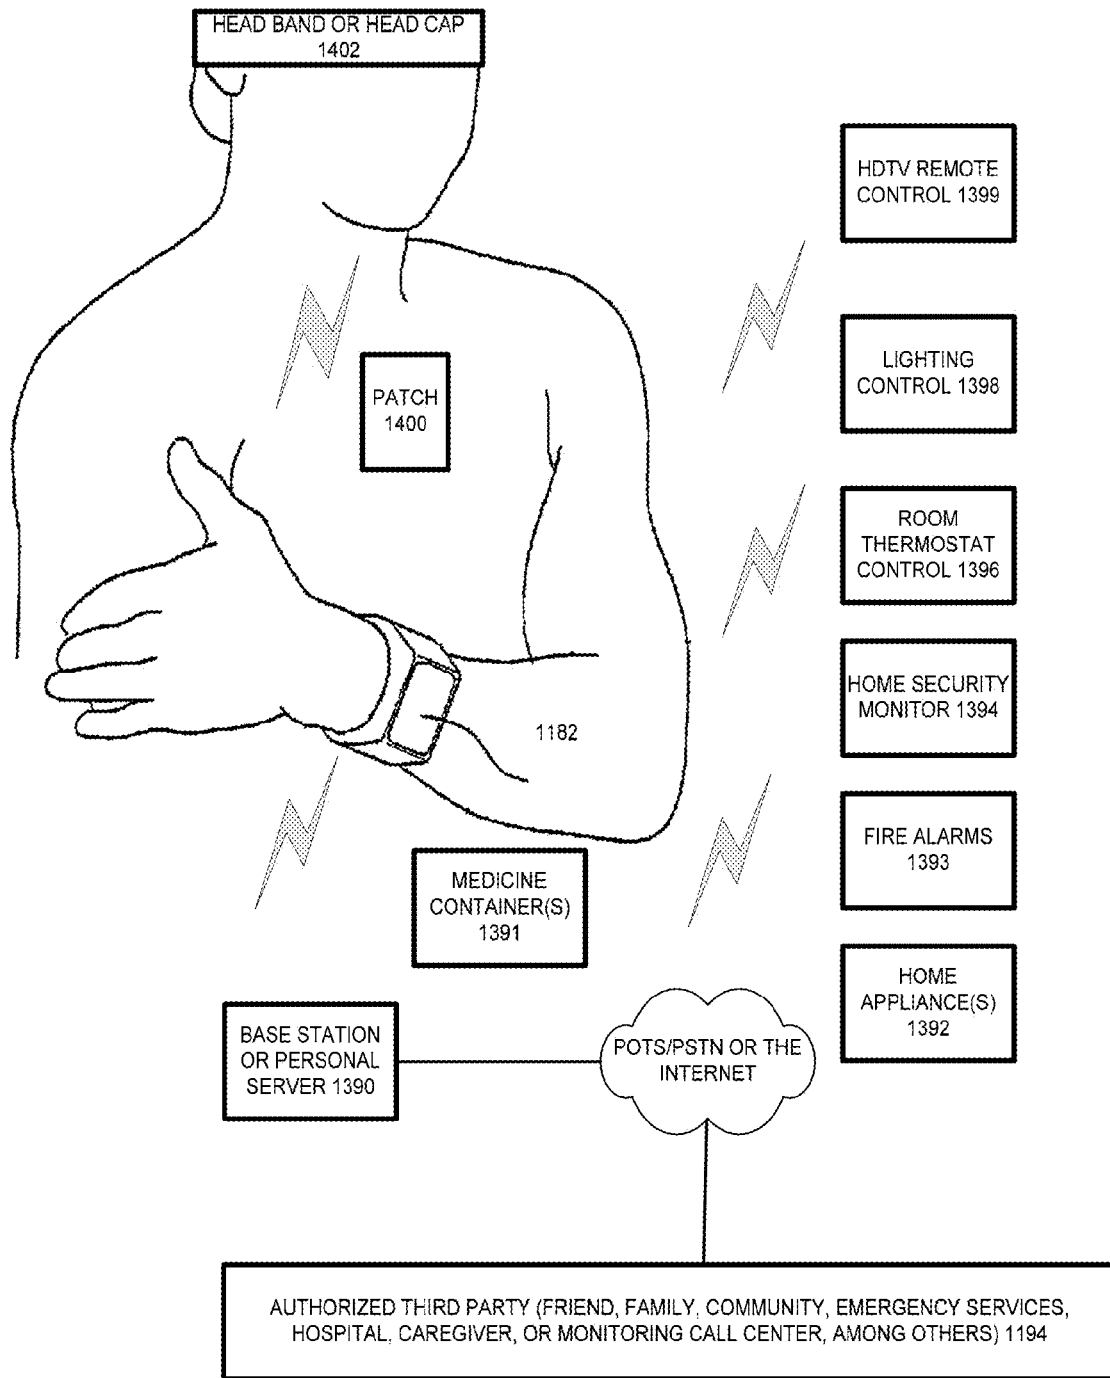 HEAD BAND OR HEAD CAP
1402
HDTV REMOTE
CONTROL 1399
LIGHTING
CONTROL 1398
PATCH
1400
ROOM
THERMOSTAT
CONTROL 1396
HOME SECURITY
MONITOR 1394
1182
FIRE ALARMS
1393
MEDICINE
CONTAINER(S)
1391
HOME
APPLIANCE(S)
1392
BASE STATION
OR PERSONAL
SERVER 1390
POTS/PSTN OR THE
INTERNET
AUTHORIZED THIRD PARTY (FRIEND, FAMILY, COMMUNITY, EMERGENCY SERVICES,
HOSPITAL, CAREGIVER, OR MONITORING CALL CENTER, AMONG OTHERS) 1194